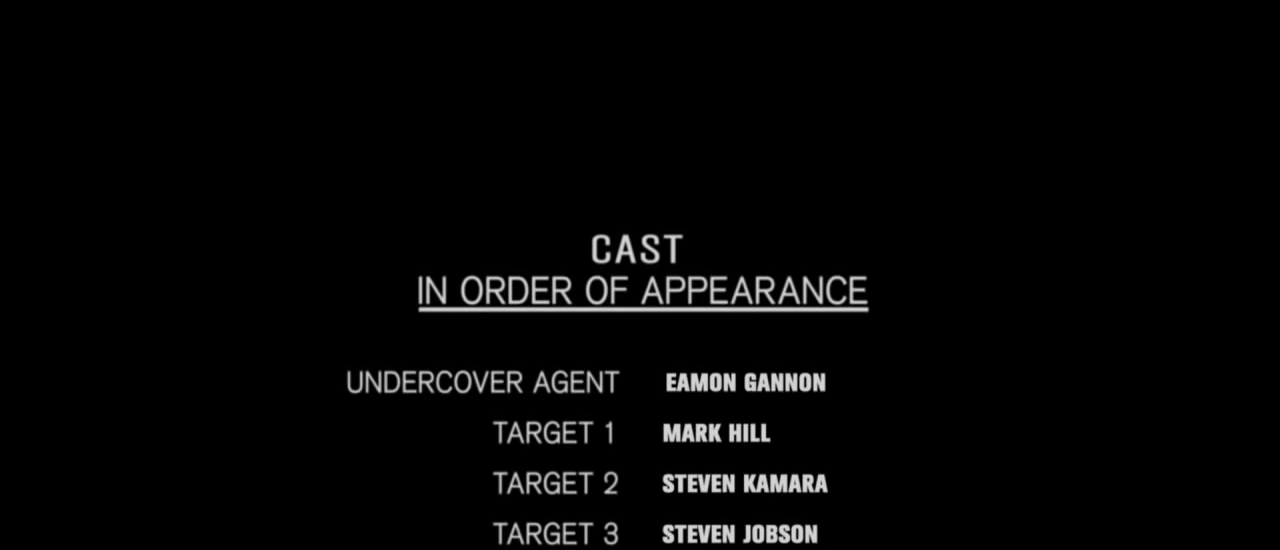 CAST
IN ORDER OF APPEARANCE
UNDERCOVER AGENT EAMON GANNON
TARGET 1 MARK HILL
TARGET 2 STEVEN KAMARA
TARGET 3 STEVEN JOBSON